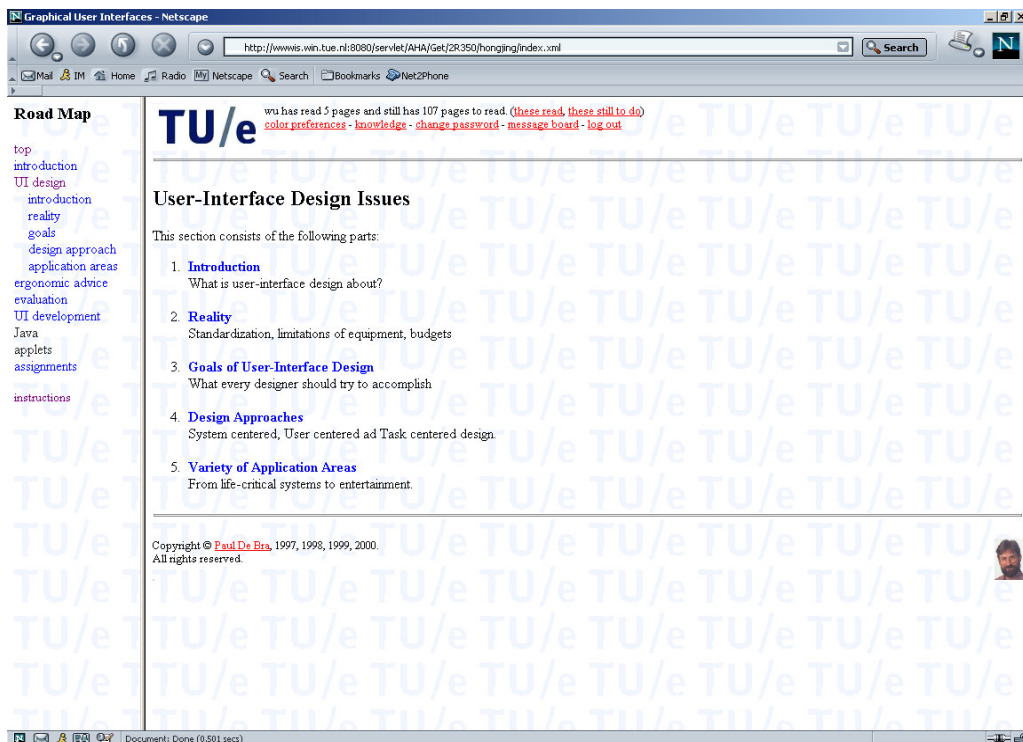 Graphical User Interfaces - Netscape
http://wwwis.win.tue.nl:8080/servlet/AHA/Get/2R350/hongjing/index.xml
Search
N
Mail IM Home Radio My Netscape Search Bookmarks Net2Phone
Road Map
top
introduction
UI design
introduction
reality
goals
design approach
application areas
ergonomic advice
evaluation
UI development
Java
applets
assignments
instructions
TU/e
wu has read 5 pages and still has 107 pages to read. (these read, these still to do)
color preferences - knowledge - change password - message board - log out
User-Interface Design Issues
This section consists of the following parts:
1. Introduction
What is user-interface design about?
2. Reality
Standardization, limitations of equipment, budgets
3. Goals of User-Interface Design
What every designer should try to accomplish
4. Design Approaches
System centered, User centered ad Task centered design.
5. Variety of Application Areas
From life-critical systems to entertainment.
Copyright © Paul De Bra, 1997, 1998, 1999, 2000.
All rights reserved.
Document: Done (0.501 secs)